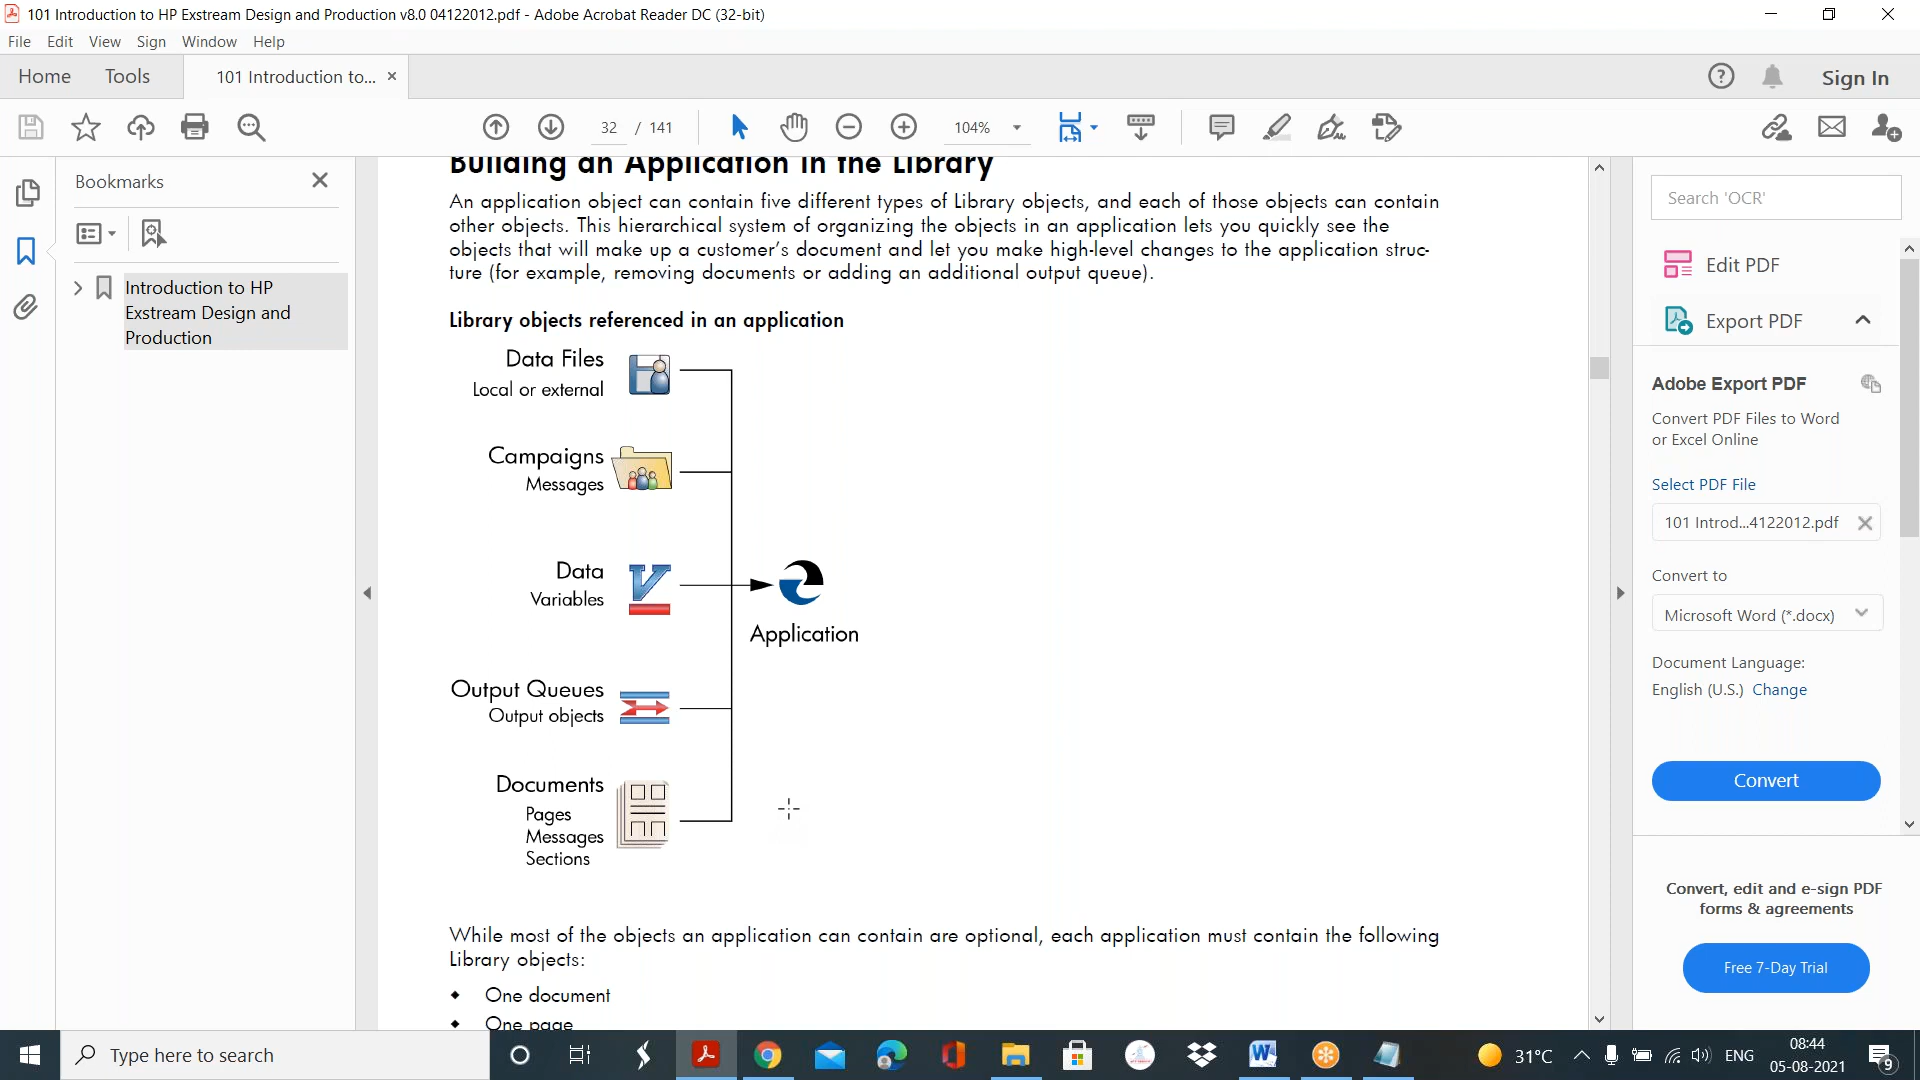 101 Introduction to HP Exstream Design and Production v8.0 04122012.pdf - Adobe Acrobat Reader DC (32-bit)
File Edit View Sign Window Help
Home Tools 101 Introduction to... Sign In
32 / 141 104%
Bookmarks
Introduction to HP
Exstream Design and
Production
Building an Application in the Library
An application object can contain five different types of Library objects, and each of those objects can contain
other objects. This hierarchical system of organizing the objects in an application lets you quickly see the
objects that will make up a customer's document and let you make high-level changes to the application struc-
ture (for example, removing documents or adding an additional output queue).
Library objects referenced in an application
Data Files
Local or external
Campaigns
Messages
Data
Variables
Application
Output Queues
Output objects
Documents
Pages
Messages
Sections
While most of the objects an application can contain are optional, each application must contain the following
Library objects:
One document
One page
Search 'OCR'
Edit PDF
Export PDF
Adobe Export PDF
Convert PDF Files to Word
or Excel Online
Select PDF File
101 Introd...4122012.pdf
Convert to
Microsoft Word (*.docx)
Document Language:
English (U.S.) Change
Convert
Convert, edit and e-sign PDF
forms & agreements
Free 7-Day Trial
Type here to search
31°C ENG
08:44
05-08-2021
9